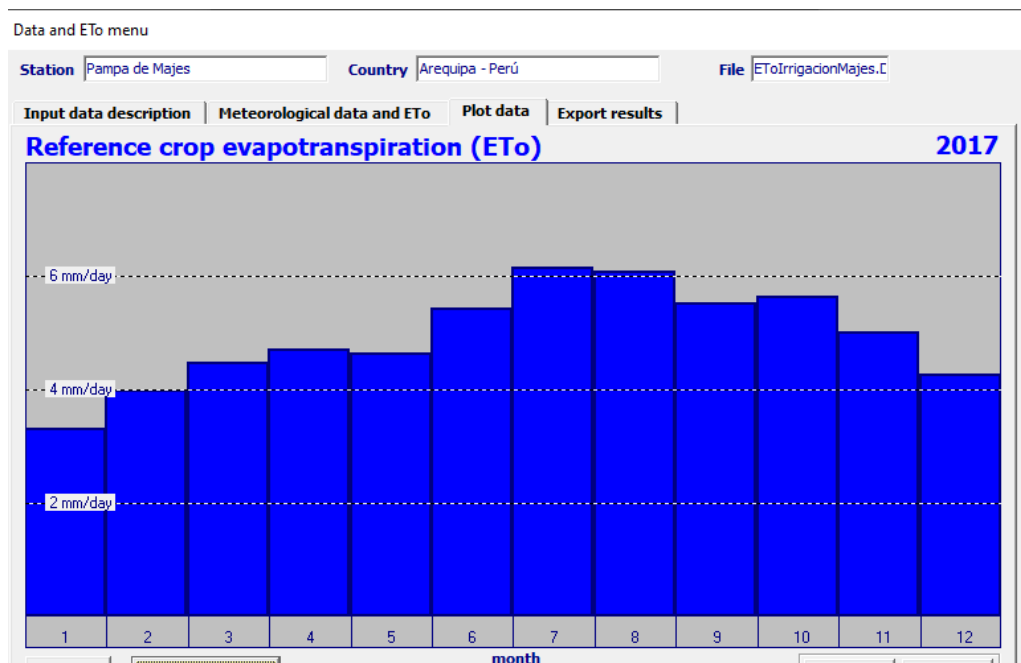 Data and ETo menu
Station Pampa de Majes Country Arequipa - Perú File EToIrrigacionMajes.D
Input data description Meteorological data and ETo Plot data Export results
Reference crop evapotranspiration (ETo) 2017
6 mm/day
4 mm/day
2 mm/day
1 2 3 4 5 6 7 8 9 10 11 12
month